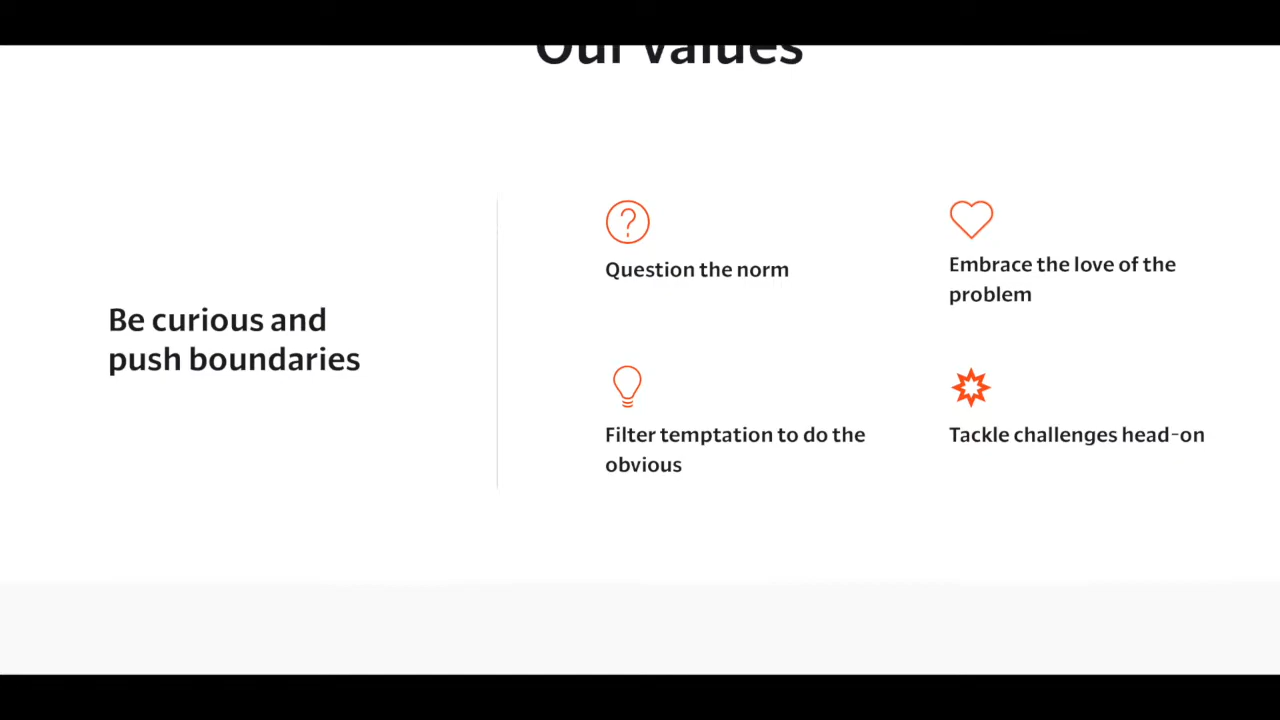 Our Values
Be curious and
push boundaries
Question the norm
Embrace the love of the
problem
Filter temptation to do the
obvious
Tackle challenges head-on